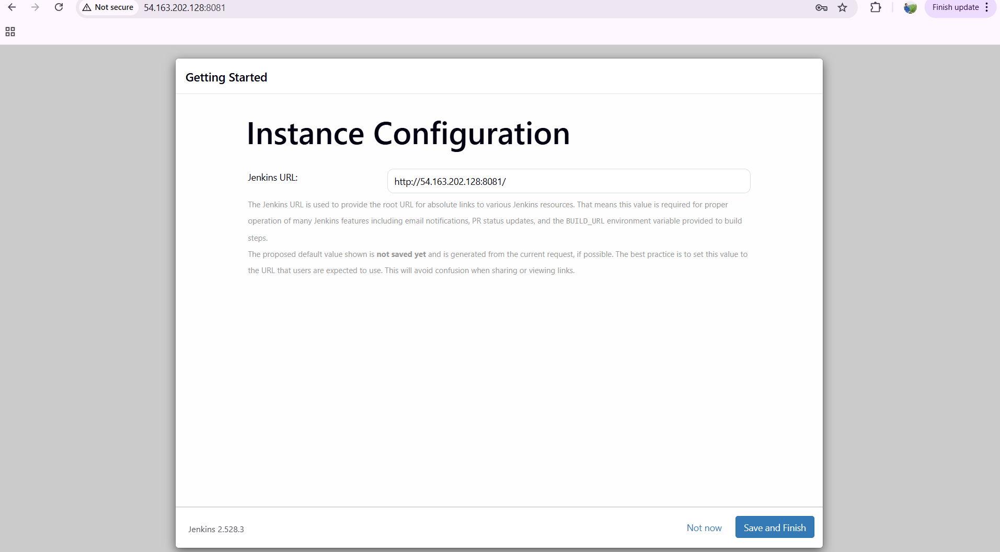 Not secure
54.163.202.128:8081
Finish update
Getting Started
Instance Configuration
Jenkins URL:
http://54.163.202.128:8081/
The Jenkins URL is used to provide the root URL for absolute links to various Jenkins resources. That means this value is required for proper
operation of many Jenkins features including email notifications, PR status updates, and the BUILD_URL environment variable provided to build
steps.
The proposed default value shown is not saved yet and is generated from the current request, if possible. The best practice is to set this value to
the URL that users are expected to use. This will avoid confusion when sharing or viewing links.
Jenkins 2.528.3
Not now
Save and Finish